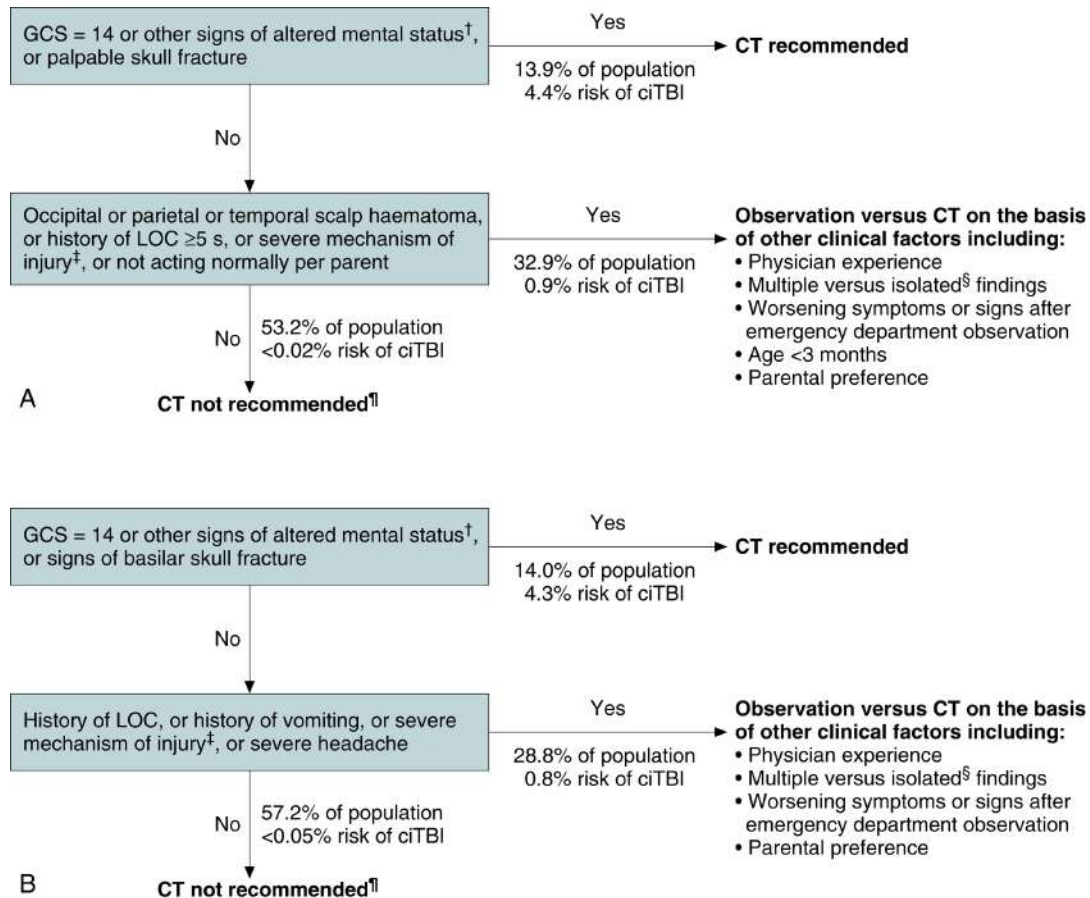 GCS = 14 or other signs of altered mental status†,
or palpable skull fracture
Yes
13.9% of population
4.4% risk of ciTBI
CT recommended
No
Occipital or parietal or temporal scalp haematoma,
or history of LOC ≥5 s, or severe mechanism of
injury‡, or not acting normally per parent
Yes
32.9% of population
0.9% risk of ciTBI
Observation versus CT on the basis
of other clinical factors including:
• Physician experience
• Multiple versus isolated§ findings
• Worsening symptoms or signs after
emergency department observation
• Age <3 months
• Parental preference
No
53.2% of population
<0.02% risk of ciTBI
A
CT not recommended¶
GCS = 14 or other signs of altered mental status†,
or signs of basilar skull fracture
Yes
14.0% of population
4.3% risk of ciTBI
CT recommended
No
History of LOC, or history of vomiting, or severe
mechanism of injury‡, or severe headache
Yes
28.8% of population
0.8% risk of ciTBI
Observation versus CT on the basis
of other clinical factors including:
• Physician experience
• Multiple versus isolated§ findings
• Worsening symptoms or signs after
emergency department observation
• Parental preference
No
57.2% of population
<0.05% risk of ciTBI
B
CT not recommended¶